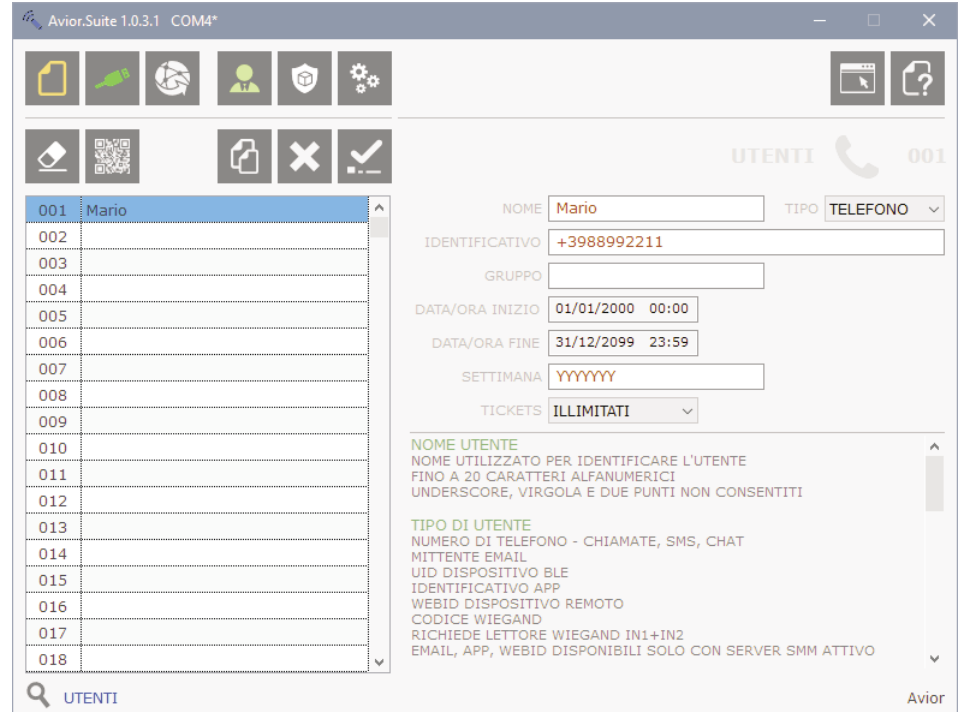 Avior.Suite 1.0.3.1 COM4*
UTENTI 001
001 Mario
002
003
004
005
006
007
008
009
010
011
012
013
014
015
016
017
018
NOME Mario TIPO TELEFONO
IDENTIFICATIVO +3988992211
GRUPPO
DATA/ORA INIZIO 01/01/2000 00:00
DATA/ORA FINE 31/12/2099 23:59
SETTIMANA YYYYYYY
TICKETS ILLIMITATI
NOME UTENTE
NOME UTILIZZATO PER IDENTIFICARE L'UTENTE
FINO A 20 CARATTERI ALFANUMERICI
UNDERSCORE, VIRGOLA E DUE PUNTI NON CONSENTITI
TIPO DI UTENTE
NUMERO DI TELEFONO - CHIAMATE, SMS, CHAT
MITTENTE EMAIL
UID DISPOSITIVO BLE
IDENTIFICATIVO APP
WEBID DISPOSITIVO REMOTO
CODICE WIEGAND
RICHIEDE LETTORE WIEGAND IN1+IN2
EMAIL, APP, WEBID DISPONIBILI SOLO CON SERVER SMM ATTIVO
UTENTI
Avior